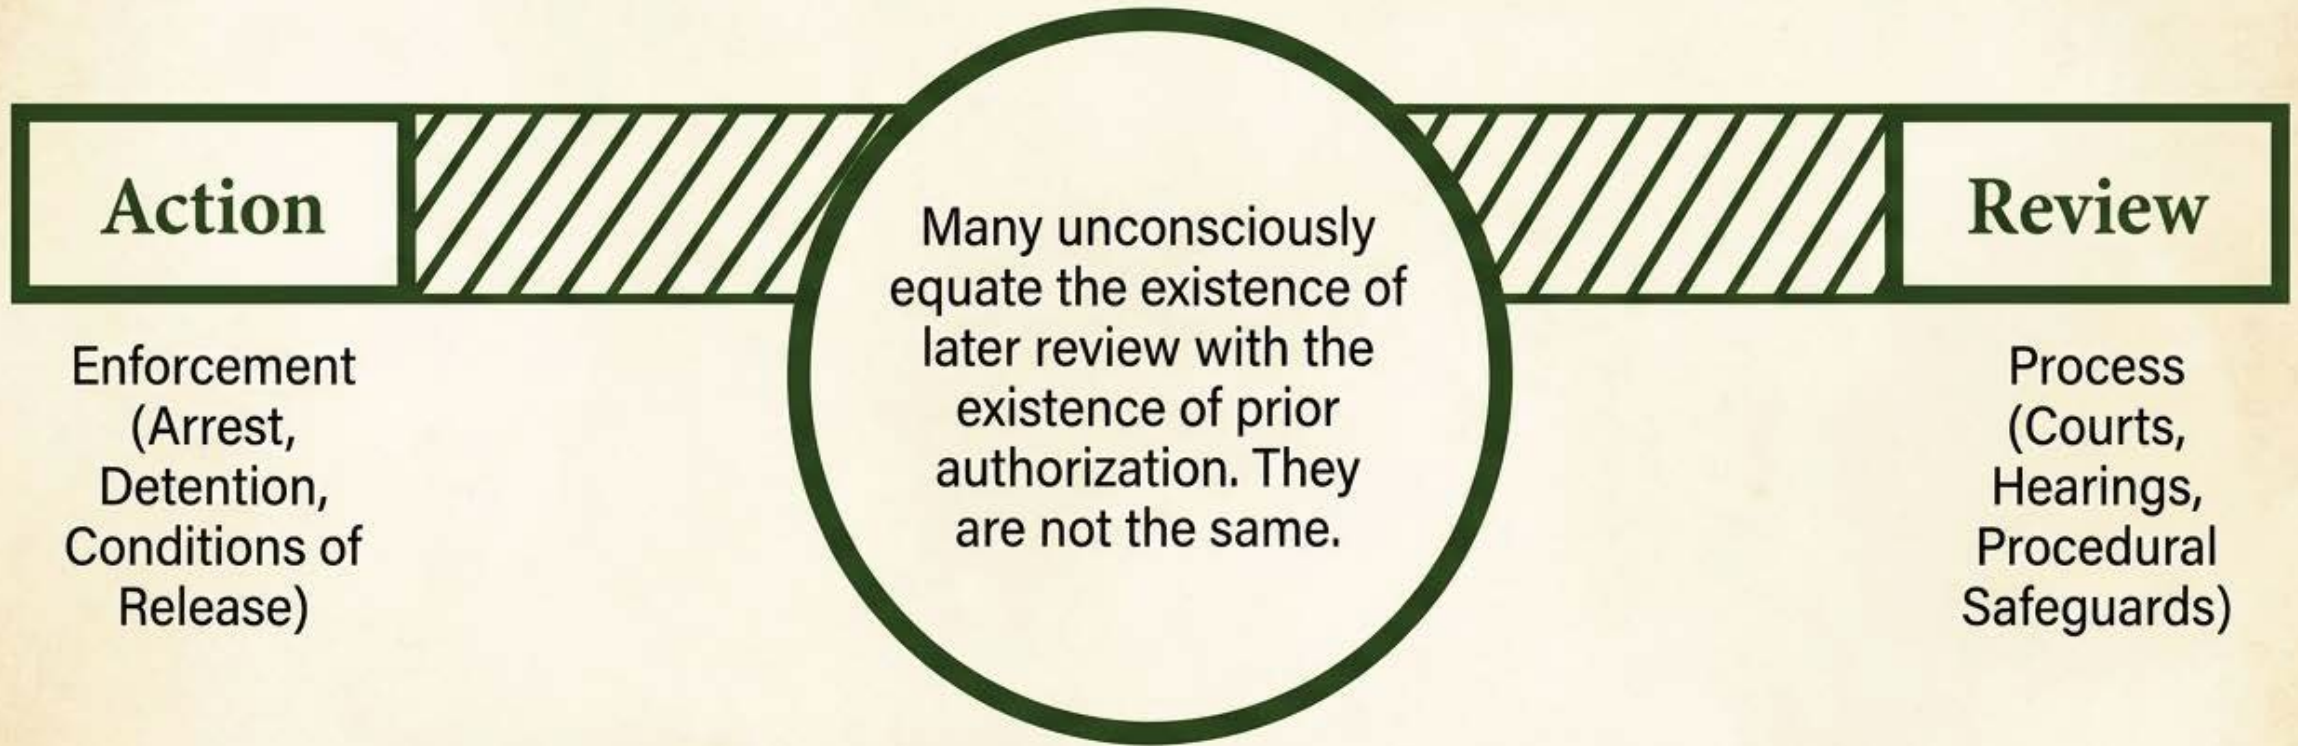 Action
Enforcement
(Arrest,
Detention,
Conditions of
Release)
Many unconsciously
equate the existence of
later review with the
existence of prior
authorization. They
are not the same.
Review
Process
(Courts,
Hearings,
Procedural
Safeguards)